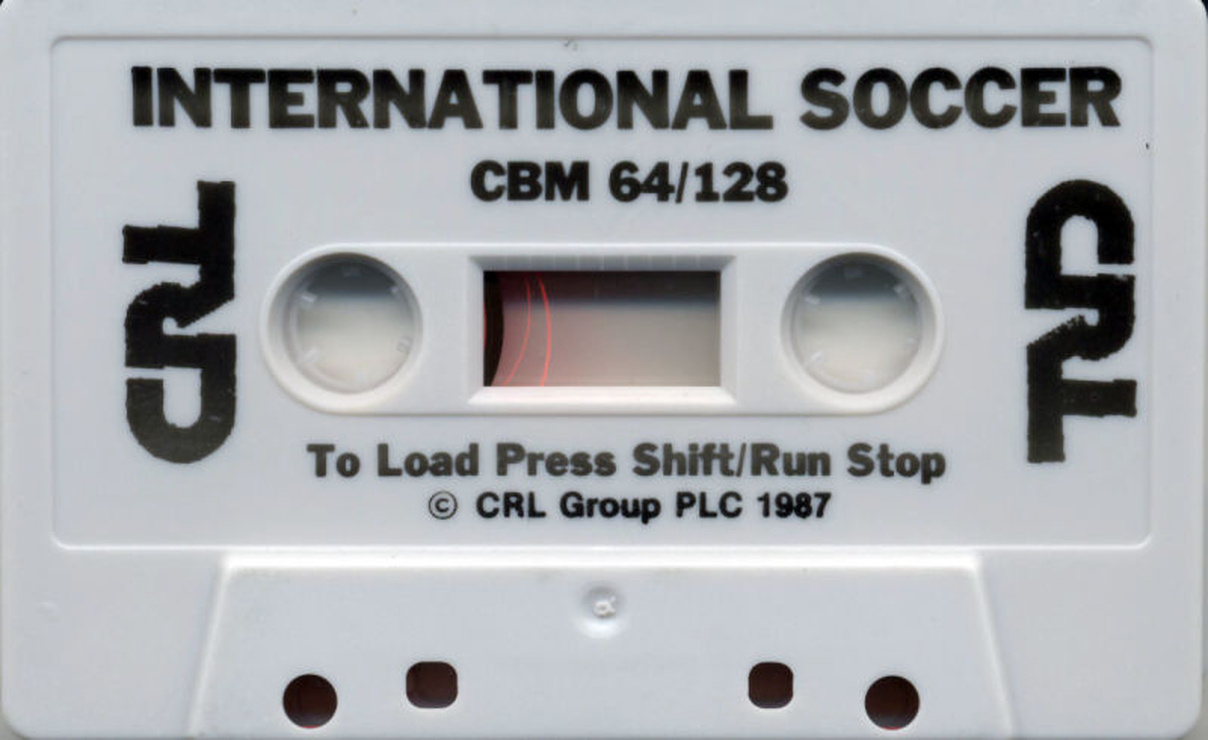 INTERNATIONAL SOCCER
CBM 64/128
CRL
CRL
To Load Press Shift/Run Stop
© CRL Group PLC 1987